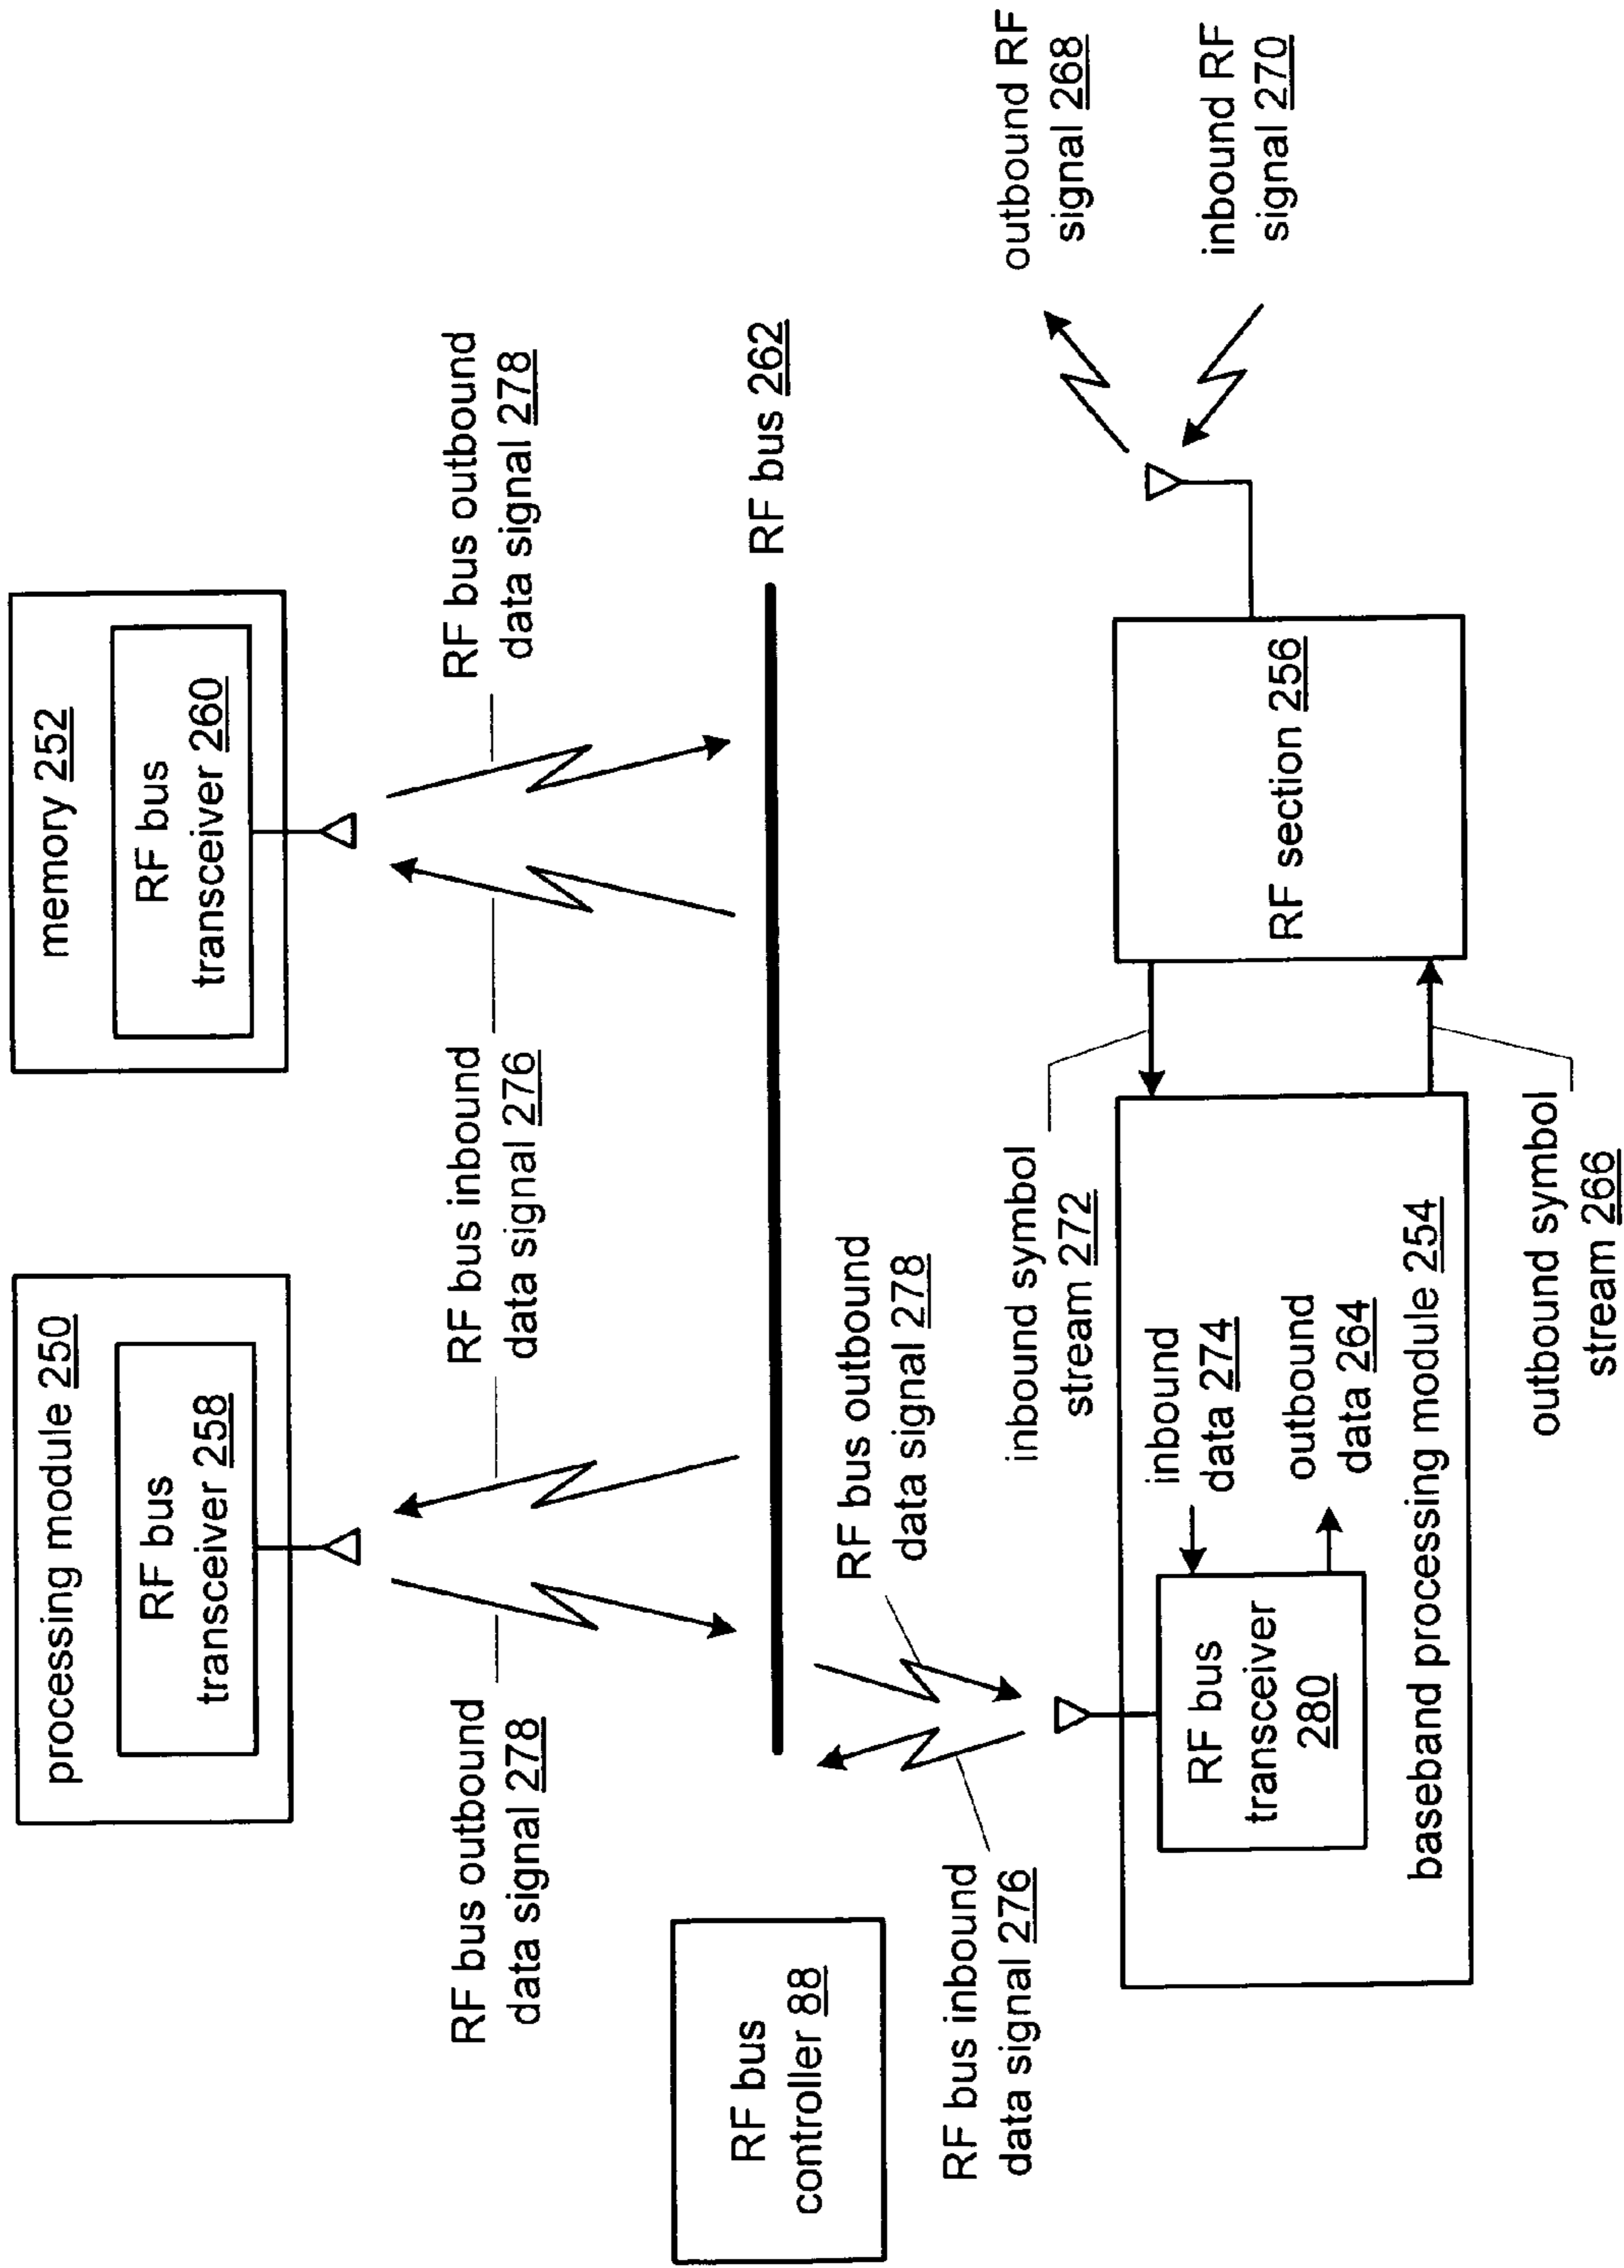 processing module 250
RF bus
transceiver 258
memory 252
RF bus
transceiver 260
RF bus outbound
data signal 278
RF bus inbound
data signal 276
RF bus outbound
data signal 278
RF bus 262
RF bus
controller 88
RF bus outbound
data signal 278
RF bus inbound
data signal 276
outbound RF
signal 268
inbound RF
signal 270
inbound symbol
stream 272
RF bus
transceiver
280
inbound
data 274
outbound
data 264
baseband processing module 254
RF section 256
outbound symbol
stream 266